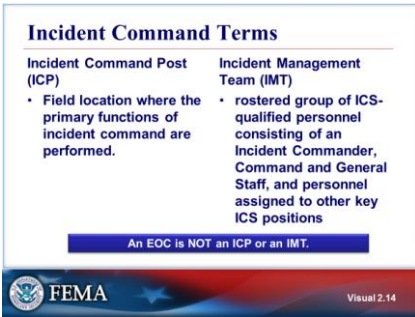 Incident Command Terms
Incident Command Post
(ICP)
• Field location where the
primary functions of
incident command are
performed.
Incident Management
Team (IMT)
• rostered group of ICS-
qualified personnel
consisting of an
Incident Commander,
Command and General
Staff, and personnel
assigned to other key
ICS positions
An EOC is NOT an ICP or an IMT.
FEMA
Visual 2.14